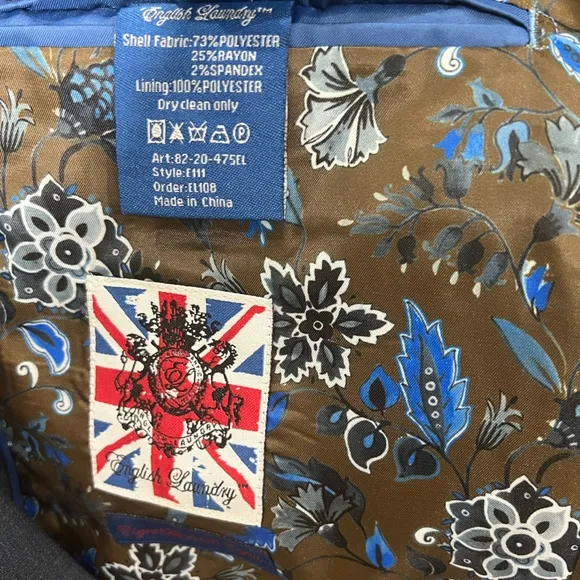 English Laundry™
Shell Fabric:73%POLYESTER
25%RAYON
2%SPANDEX
Lining:100%POLYESTER
Dry clean only
Art:82-20-475EL
Style:E111
Order:EL108
Made in China
English Laundry™